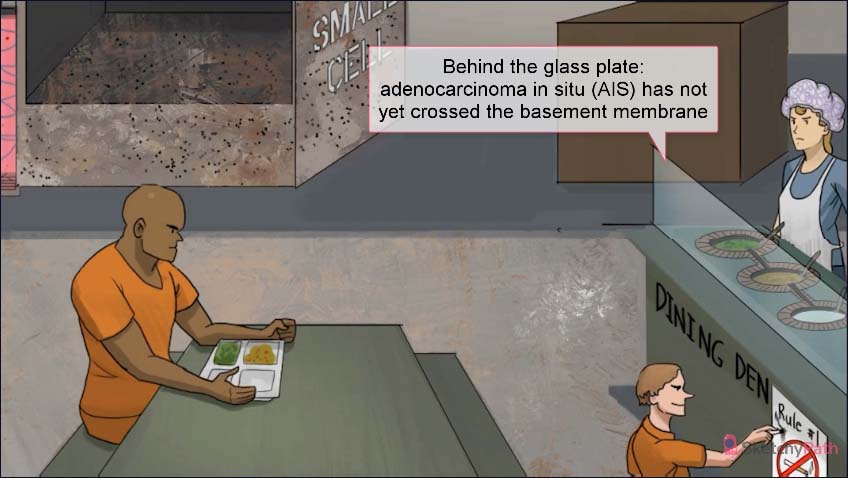 SMALL
CELL
Behind the glass plate:
adenocarcinoma in situ (AIS) has not
yet crossed the basement membrane
DINING DEN
Rule #1
SketchyPath